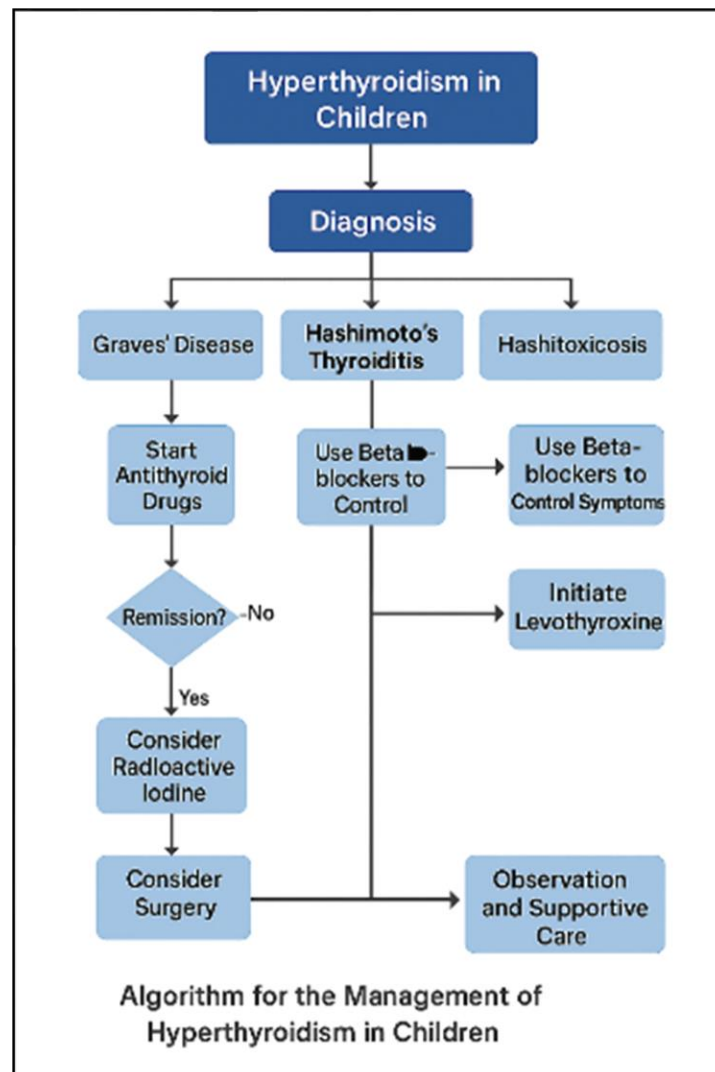 Hyperthyroidism in
Children
Diagnosis
Graves' Disease
Hashimoto's
Thyroiditis
Hashitoxicosis
Start
Antithyroid
Drugs
Use Beta -
blockers to
Control
Use Beta-
blockers to
Control Symptoms
Remission?
-No
Initiate
Levothyroxine
Yes
Consider
Radloactive
Iodine
Consider
Surgery
Observation
and Supportive
Care
Algorithm for the Management of
Hyperthyroidism in Children